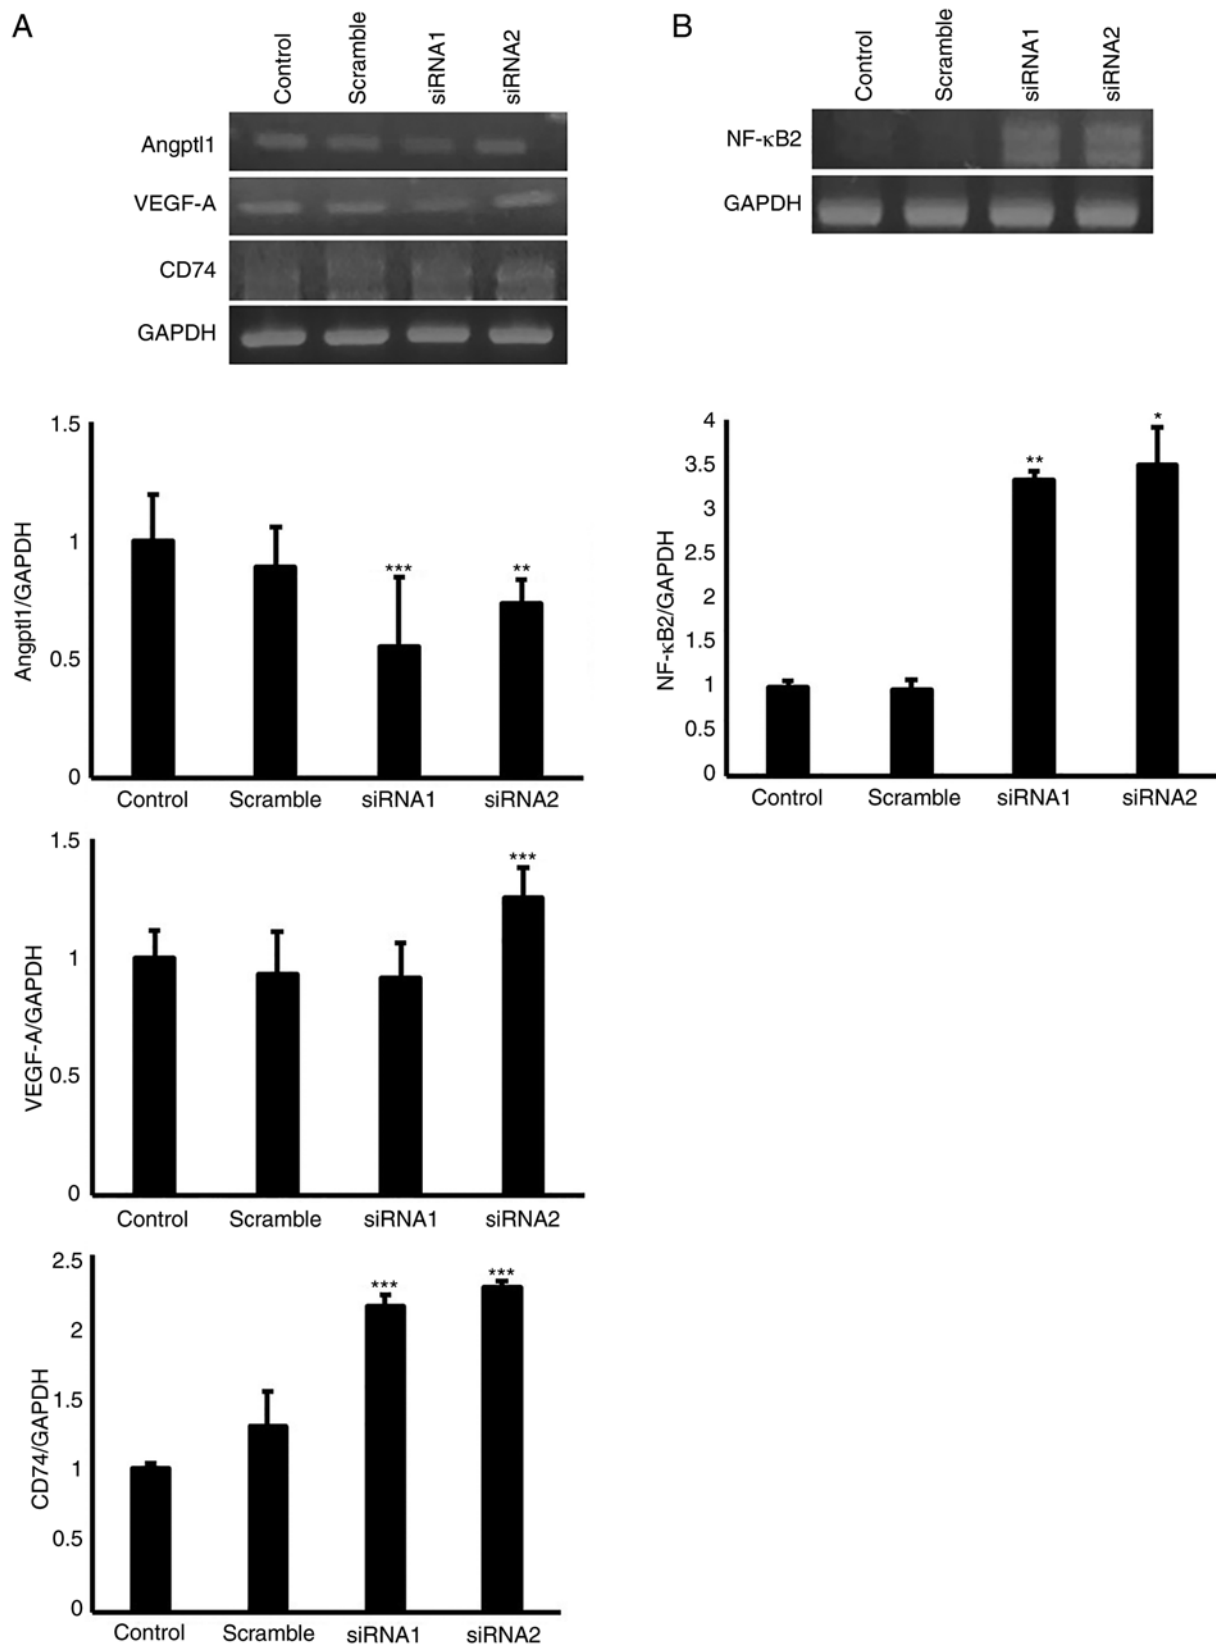 A
Control
Scramble
siRNA1
siRNA2
Angptl1
VEGF-A
CD74
GAPDH
1.5
1
0.5
0
Angptl1/GAPDH
***
**
Control
Scramble
siRNA1
siRNA2
1.5
1
0.5
0
VEGF-A/GAPDH
***
Control
Scramble
siRNA1
siRNA2
2.5
2
1.5
1
0.5
0
CD74/GAPDH
***
***
Control
Scramble
siRNA1
siRNA2
B
Control
Scramble
siRNA1
siRNA2
NF-κB2
GAPDH
4
3.5
3
2.5
2
1.5
1
0.5
0
NF-κB2/GAPDH
**
*
Control
Scramble
siRNA1
siRNA2